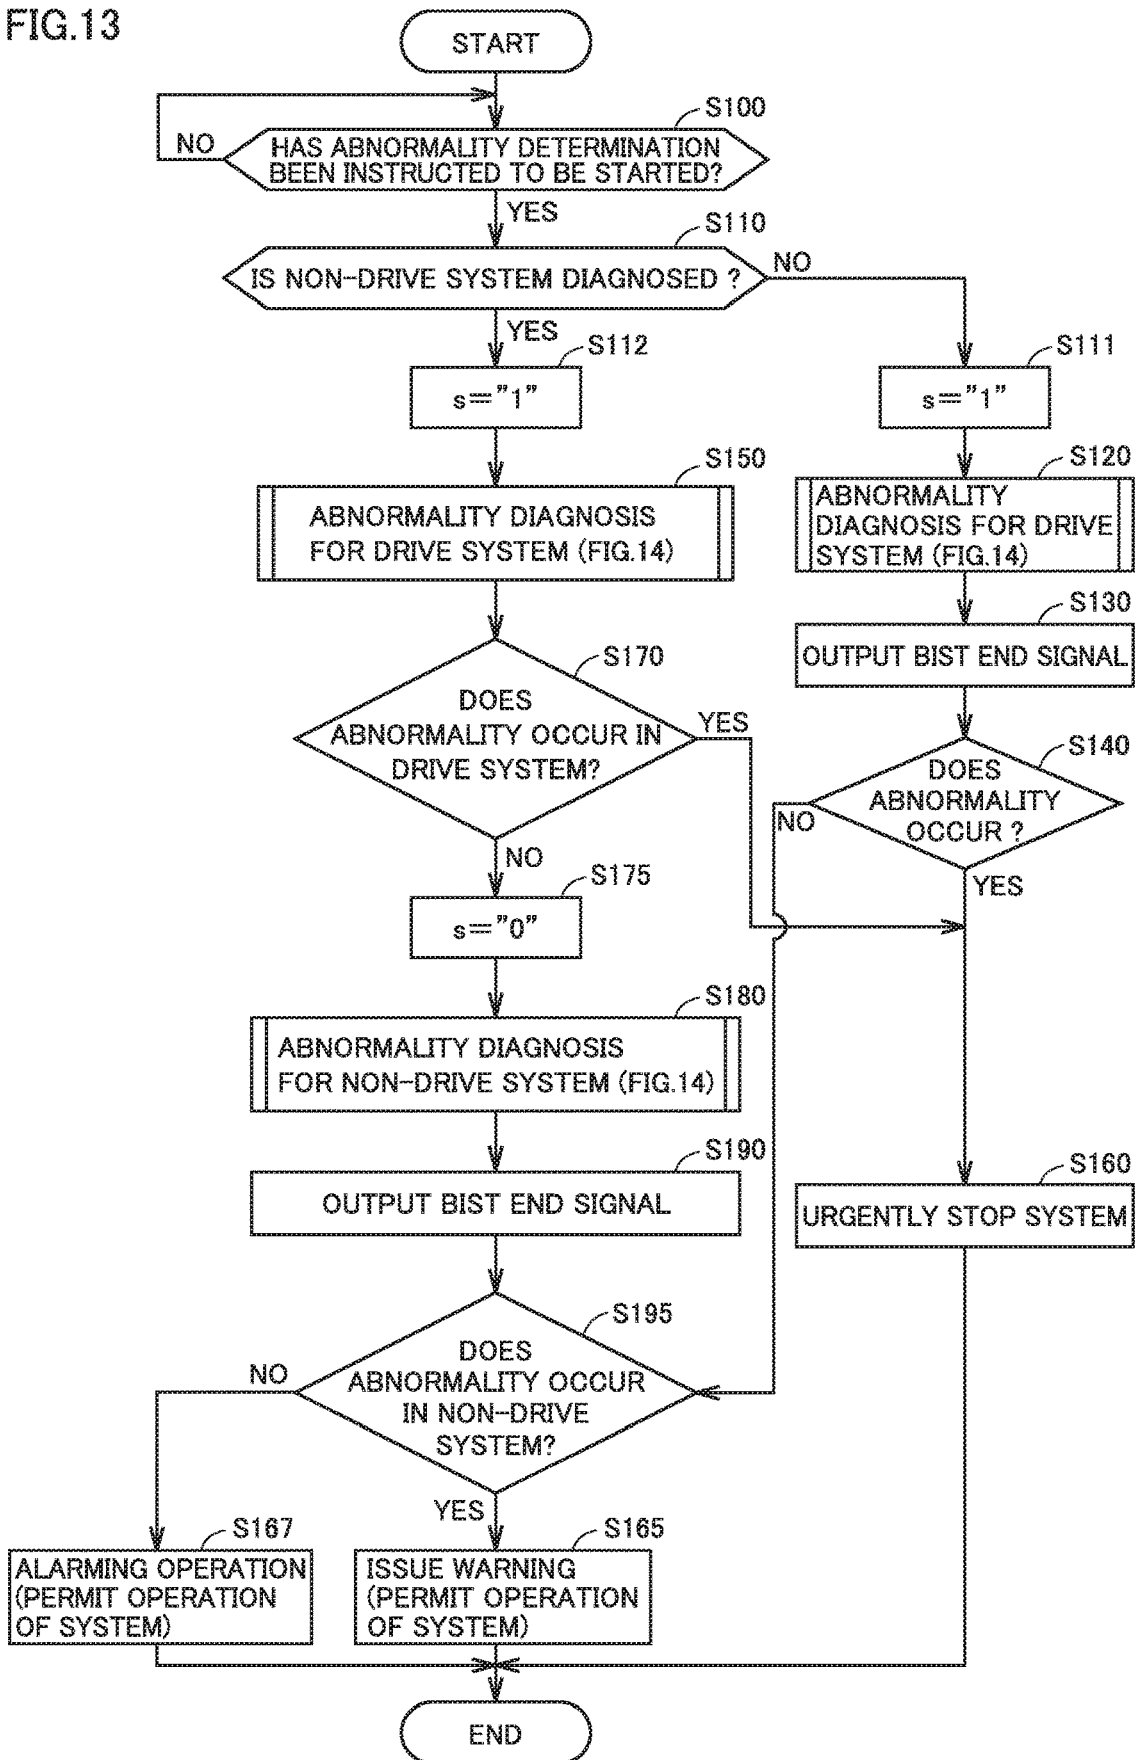 FIG.13
START
S100
NO
HAS ABNORMALITY DETERMINATION
BEEN INSTRUCTED TO BE STARTED?
YES
S110
IS NON-DRIVE SYSTEM DIAGNOSED ?
NO
YES
S112
s="1"
S111
s="1"
S150
ABNORMALITY DIAGNOSIS
FOR DRIVE SYSTEM (FIG.14)
S120
ABNORMALITY
DIAGNOSIS FOR DRIVE
SYSTEM (FIG.14)
S130
OUTPUT BIST END SIGNAL
S170
DOES
ABNORMALITY OCCUR IN
DRIVE SYSTEM?
YES
NO
S140
DOES
ABNORMALITY
OCCUR ?
NO
YES
S175
s="0"
S180
ABNORMALITY DIAGNOSIS
FOR NON-DRIVE SYSTEM (FIG.14)
S190
OUTPUT BIST END SIGNAL
S160
URGENTLY STOP SYSTEM
S195
DOES
ABNORMALITY OCCUR
IN NON-DRIVE
SYSTEM?
NO
YES
S167
ALARMING OPERATION
(PERMIT OPERATION
OF SYSTEM)
S165
ISSUE WARNING
(PERMIT OPERATION
OF SYSTEM)
END